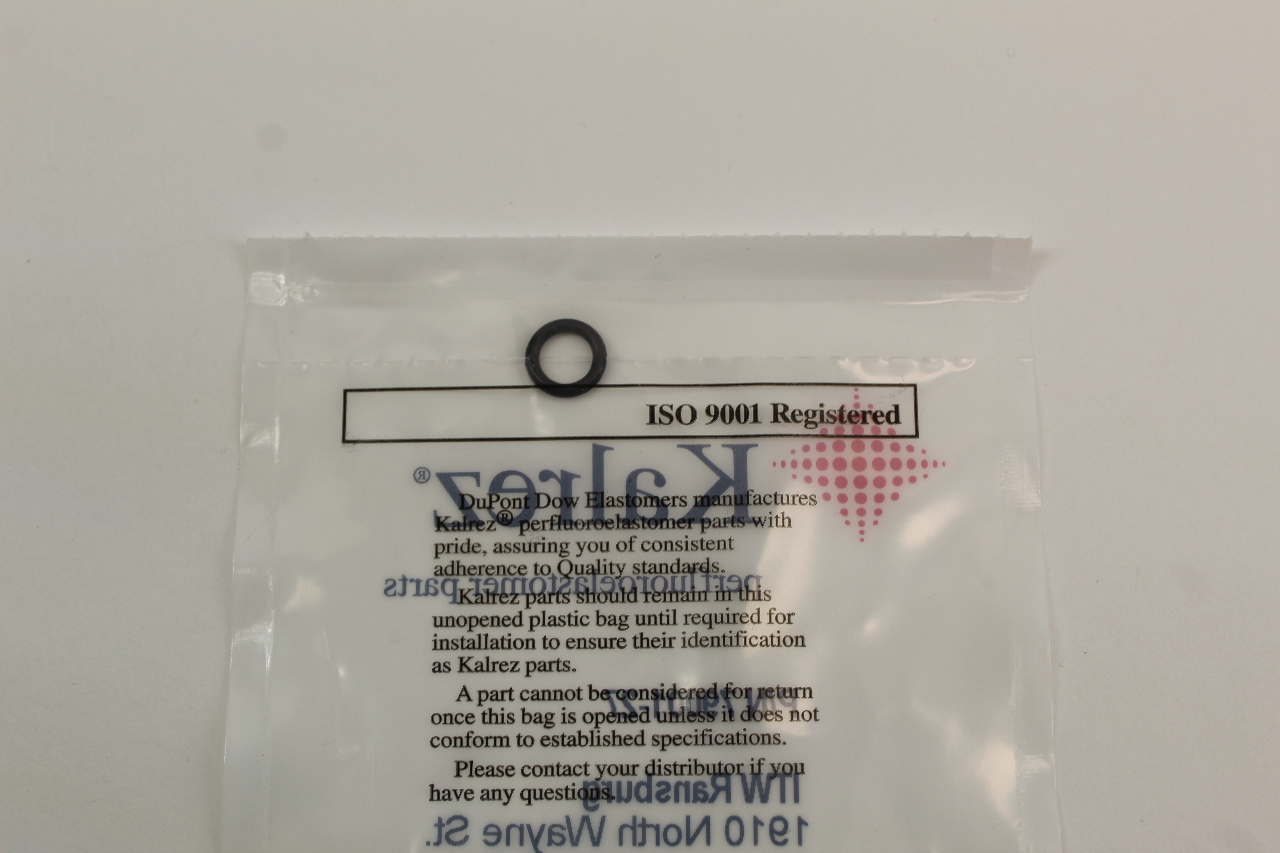 ISO 9001 Registered
Kalrez®
DuPont Dow Elastomers manufactures
Kalrez® perfluoroelastomer parts with
pride, assuring you of consistent
adherence to Quality standards.
perfluoroelastomer parts
Kalrez parts should remain in this
unopened plastic bag until required for
installation to ensure their identification
as Kalrez parts.
A part cannot be considered for return
once this bag is opened unless it does not
conform to established specifications.
P/N
Please contact your distributor if you
have any questions.
ITW Ransburg
1910 North Wayne St.